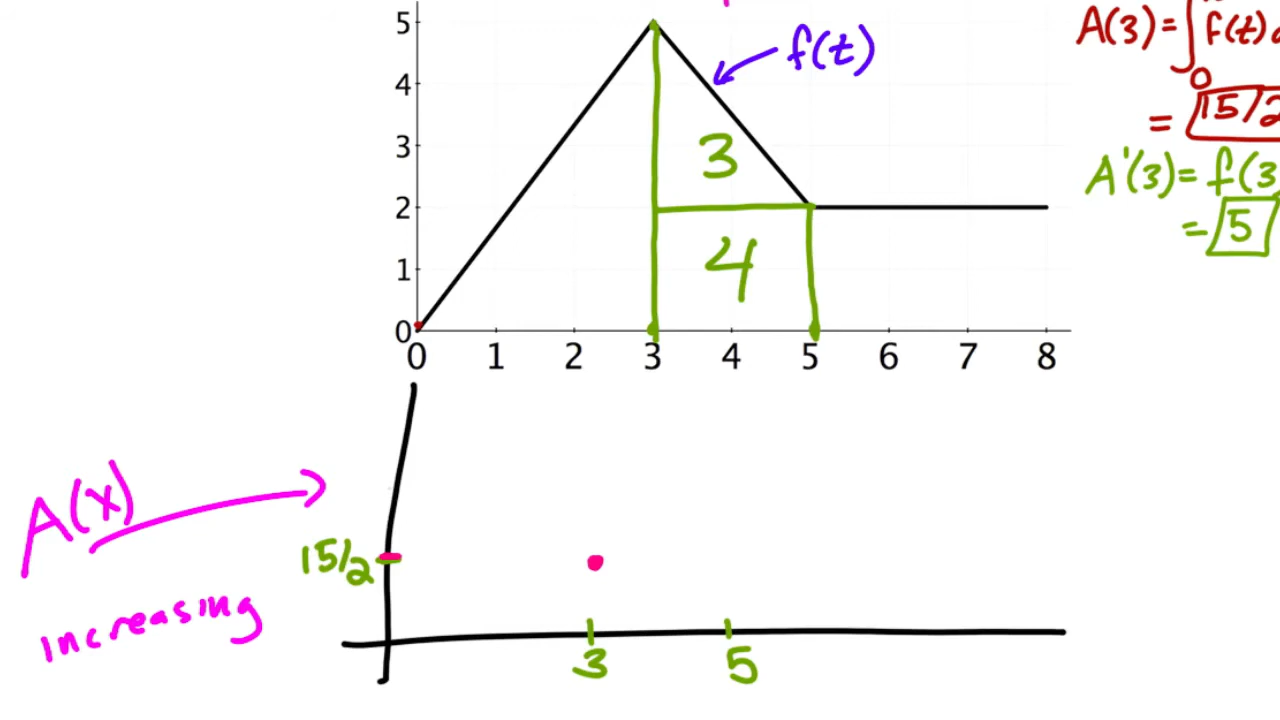 5
4
3
2
1
0
0 1 2 3 4 5 6 7 8
f(t)
3
4
A(3)=∫f(t)
0
= 15/2
A'(3)= f(3
= 5
A(x)
increasing
15/2
3 5